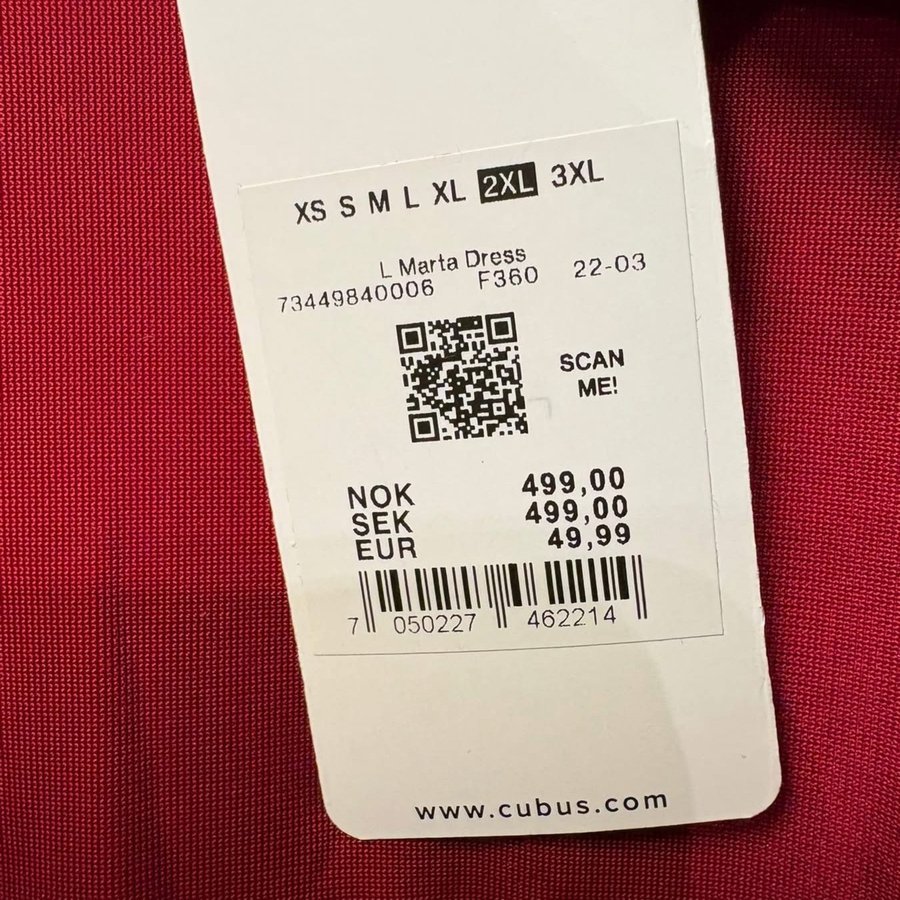 XS S M L XL 2XL 3XL
L Marta Dress
73449840006 F360 22-03
SCAN
ME!
NOK 499,00
SEK 499,00
EUR 49,99
7 050227 462214
www.cubus.com